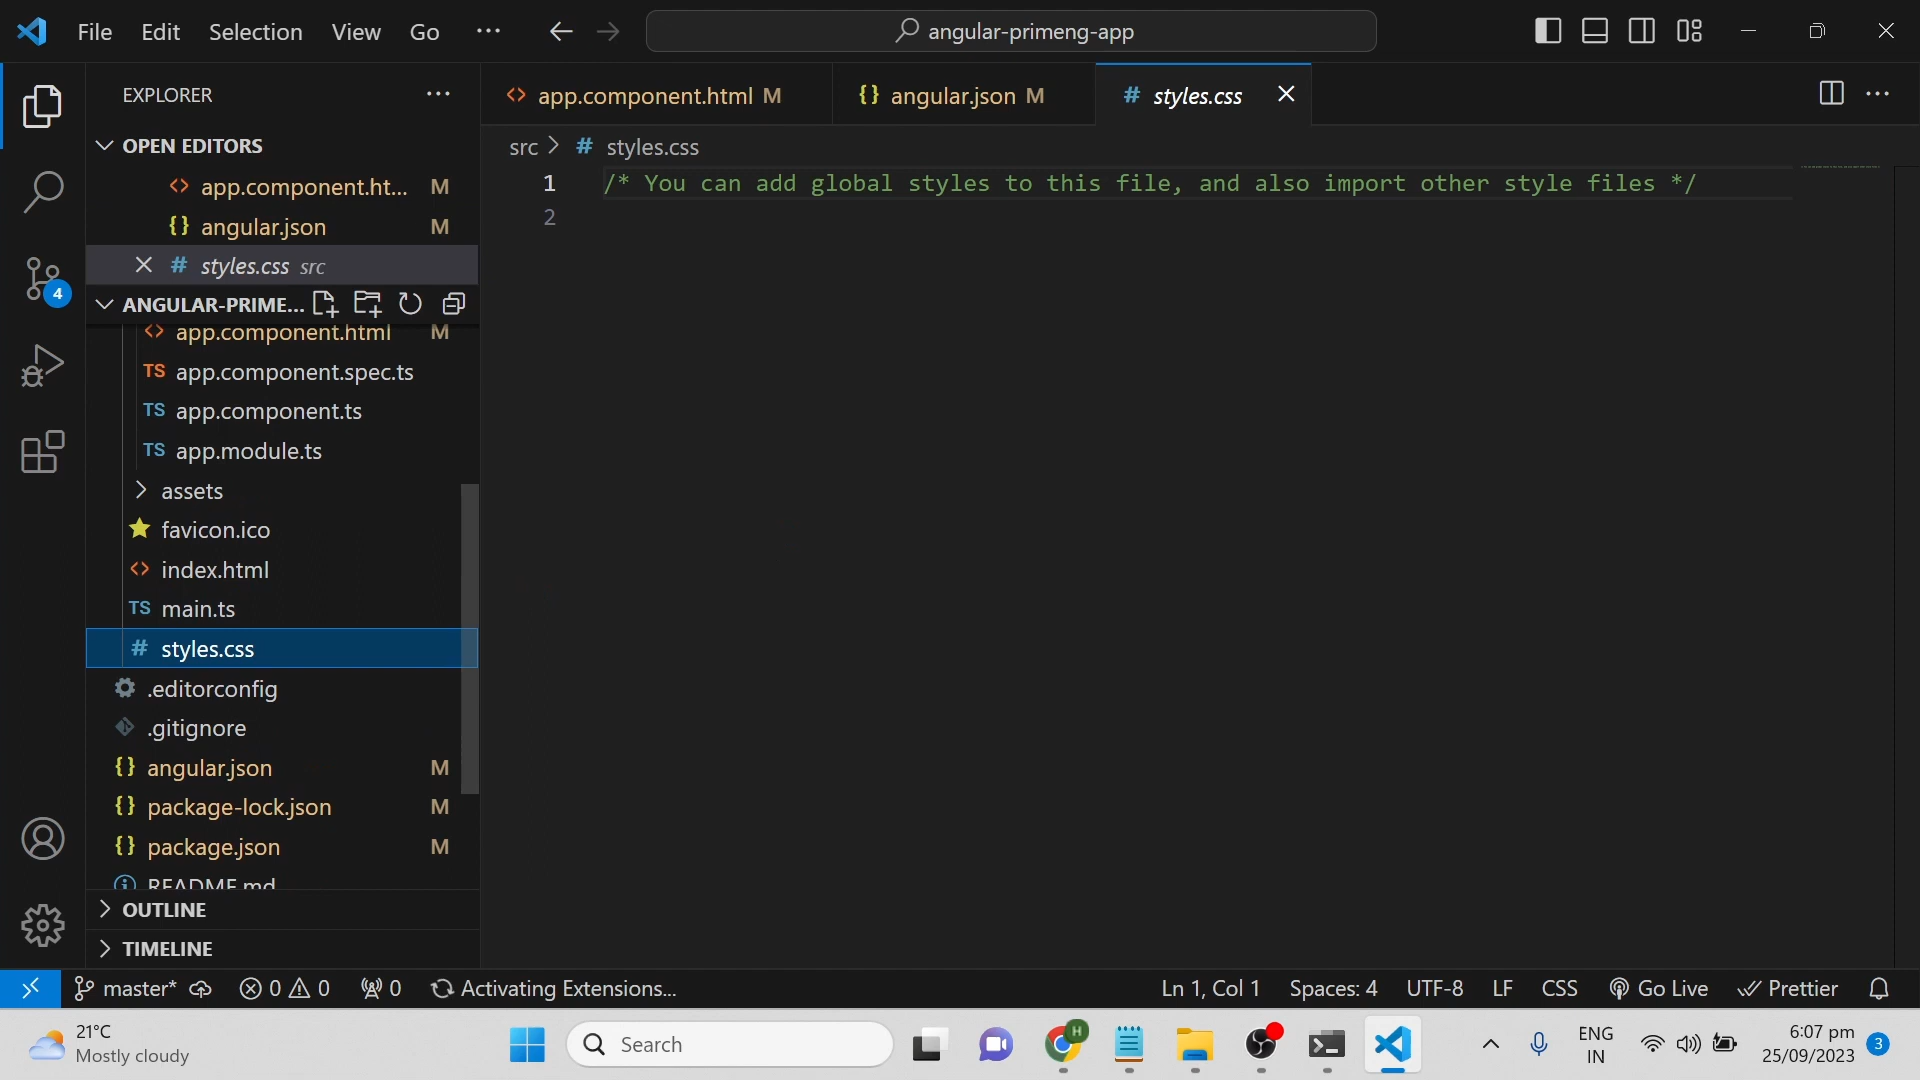 File Edit Selection View Go ··· angular-primeng-app
EXPLORER ···
OPEN EDITORS
app.component.ht... M
angular.json M
styles.css src
ANGULAR-PRIME...
app.component.html M
TS app.component.spec.ts
TS app.component.ts
TS app.module.ts
assets
favicon.ico
index.html
TS main.ts
# styles.css
.editorconfig
.gitignore
{} angular.json M
{} package-lock.json M
{} package.json M
README.md
OUTLINE
TIMELINE
4
<> app.component.html M {} angular.json M # styles.css
src > # styles.css
1 /* You can add global styles to this file, and also import other style files */
2
master* 0 0 0 Activating Extensions... Ln 1, Col 1 Spaces: 4 UTF-8 LF CSS Go Live Prettier
21°C
Mostly cloudy
Search
H
ENG
IN
6:07 pm
25/09/2023
3